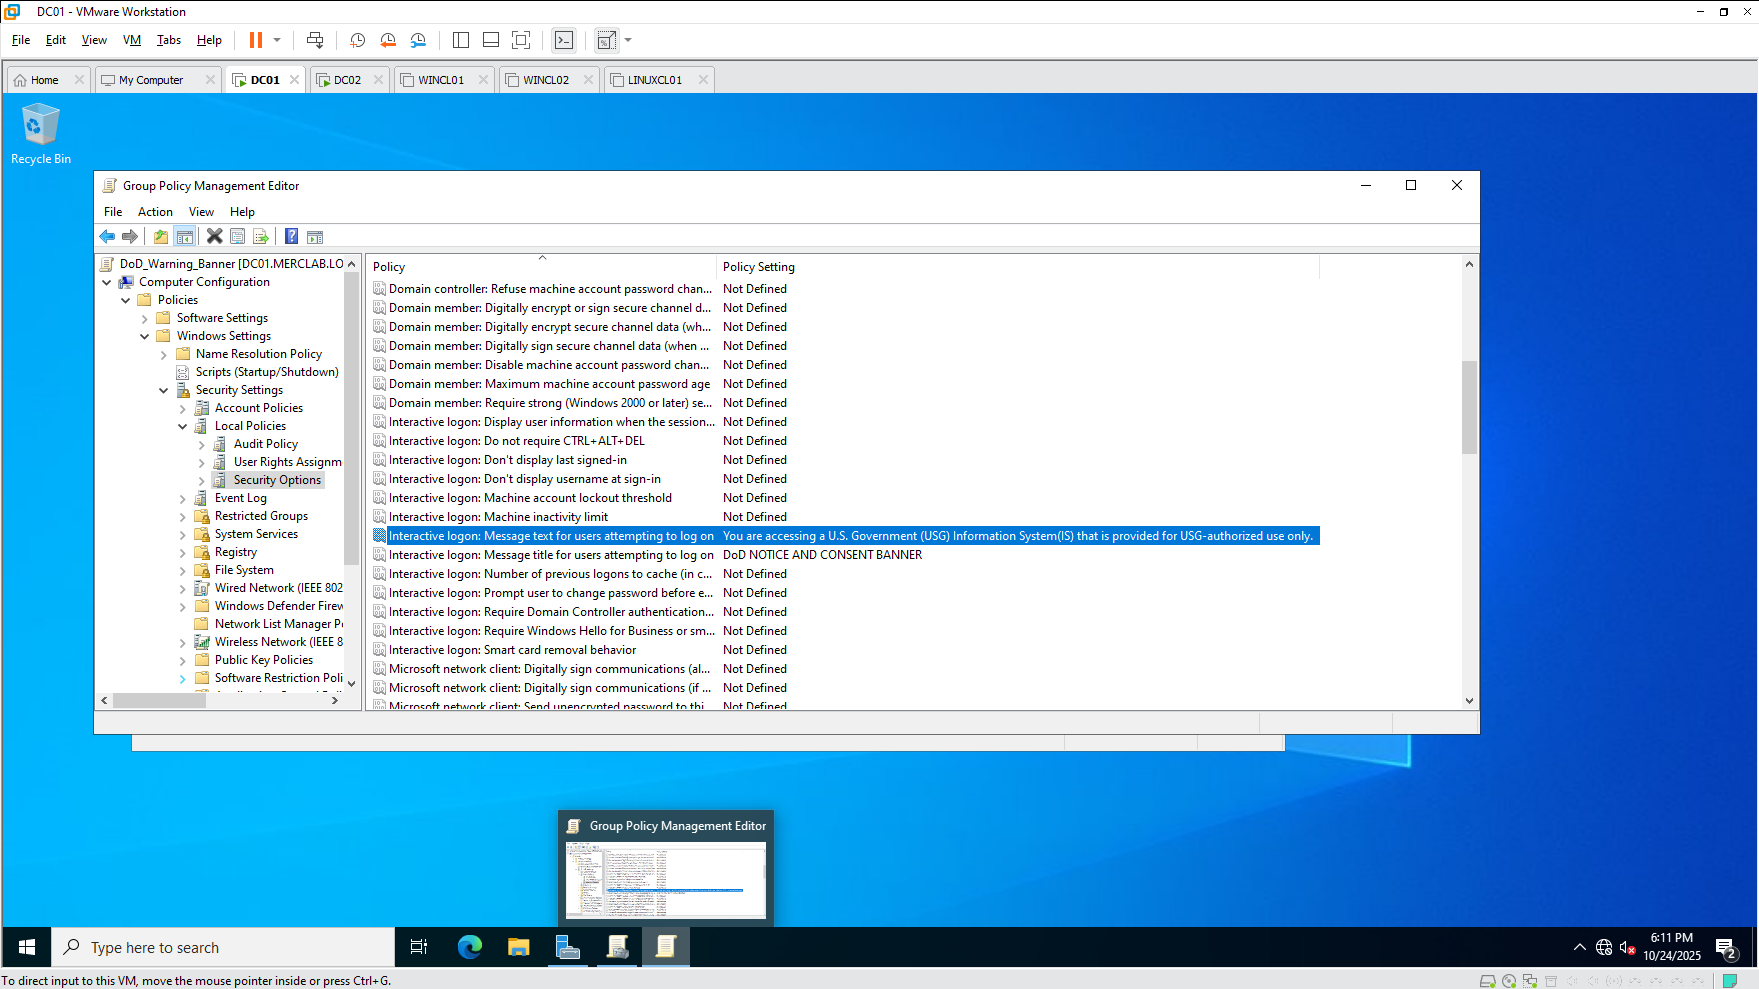 DC01 - VMware Workstation
File Edit View VM Tabs Help
Home My Computer DC01 DC02 WINCL01 WINCL02 LINUXCL01
Recycle Bin
Group Policy Management Editor
File Action View Help
DoD_Warning_Banner [DC01.MERCLAB.LO
Computer Configuration
Policies
Software Settings
Windows Settings
Name Resolution Policy
Scripts (Startup/Shutdown)
Security Settings
Account Policies
Local Policies
Audit Policy
User Rights Assignm
Security Options
Event Log
Restricted Groups
System Services
Registry
File System
Wired Network (IEEE 802
Windows Defender Firew
Network List Manager P
Wireless Network (IEEE 8
Public Key Policies
Software Restriction Poli
Policy Policy Setting
Domain controller: Refuse machine account password chan... Not Defined
Domain member: Digitally encrypt or sign secure channel d... Not Defined
Domain member: Digitally encrypt secure channel data (wh... Not Defined
Domain member: Digitally sign secure channel data (when ... Not Defined
Domain member: Disable machine account password chan... Not Defined
Domain member: Maximum machine account password age Not Defined
Domain member: Require strong (Windows 2000 or later) se... Not Defined
Interactive logon: Display user information when the session... Not Defined
Interactive logon: Do not require CTRL+ALT+DEL Not Defined
Interactive logon: Don't display last signed-in Not Defined
Interactive logon: Don't display username at sign-in Not Defined
Interactive logon: Machine account lockout threshold Not Defined
Interactive logon: Machine inactivity limit Not Defined
Interactive logon: Message text for users attempting to log on You are accessing a U.S. Government (USG) Information System(IS) that is provided for USG-authorized use only.
Interactive logon: Message title for users attempting to log on DoD NOTICE AND CONSENT BANNER
Interactive logon: Number of previous logons to cache (in c... Not Defined
Interactive logon: Prompt user to change password before e... Not Defined
Interactive logon: Require Domain Controller authentication... Not Defined
Interactive logon: Require Windows Hello for Business or sm... Not Defined
Interactive logon: Smart card removal behavior Not Defined
Microsoft network client: Digitally sign communications (al... Not Defined
Microsoft network client: Digitally sign communications (if ... Not Defined
Microsoft network client: Send unencrypted password to thi... Not Defined
Group Policy Management Editor
Type here to search
6:11 PM
10/24/2025
2
To direct input to this VM, move the mouse pointer inside or press Ctrl+G.